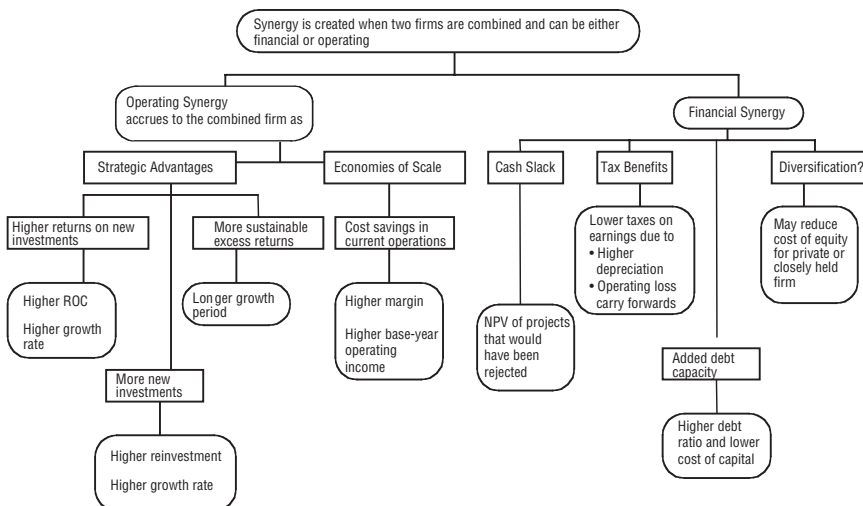 Synergy is created when two firms are combined and can be either
financial or operating
Operating Synergy
accrues to the combined firm as
Financial Synergy
Strategic Advantages
Economies of Scale
Cash Slack
Tax Benefits
Diversification?
Higher returns on new
investments
More sustainable
excess returns
Cost savings in
current operations
Lower taxes on
earnings due to
• Higher
depreciation
• Operating loss
carry forwards
May reduce
cost of equity
for private or
closely held
firm
Higher ROC
Higher growth
rate
Longer growth
period
Higher margin
Higher base-year
operating
income
NPV of projects
that would
have been
rejected
More new
investments
Added debt
capacity
Higher reinvestment
Higher growth rate
Higher debt
ratio and lower
cost of capital